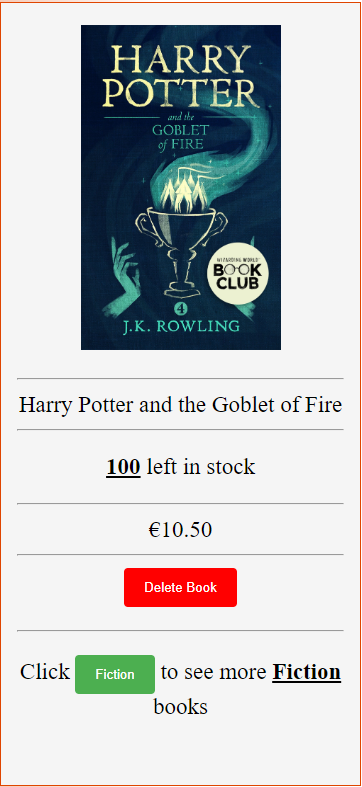 HARRY
POTTER
and the
GOBLET
of FIRE
WIZARDING WORLD
BOOK
CLUB
4
J.K. ROWLING
Harry Potter and the Goblet of Fire
100 left in stock
€10.50
Delete Book
Click Fiction to see more Fiction
books